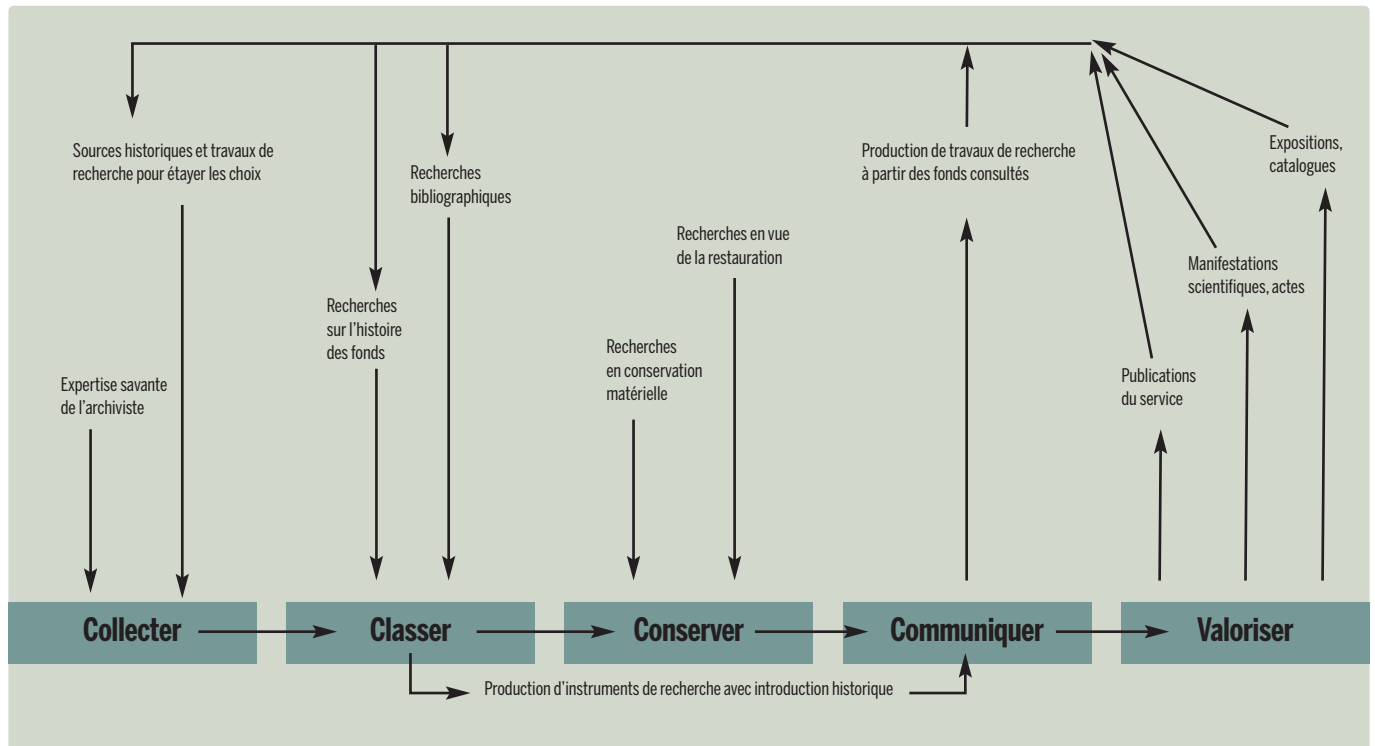 Sources historiques et travaux de
recherche pour étayer les choix
Expertise savante
de l'archiviste
Recherches
sur l'histoire
des fonds
Recherches
bibliographiques
Recherches
en conservation
matérielle
Recherches en vue
de la restauration
Production de travaux de recherche
à partir des fonds consultés
Publications
du service
Manifestations
scientifiques, actes
Expositions,
catalogues
Collecter
Classer
Conserver
Communiquer
Valoriser
Production d'instruments de recherche avec introduction historique